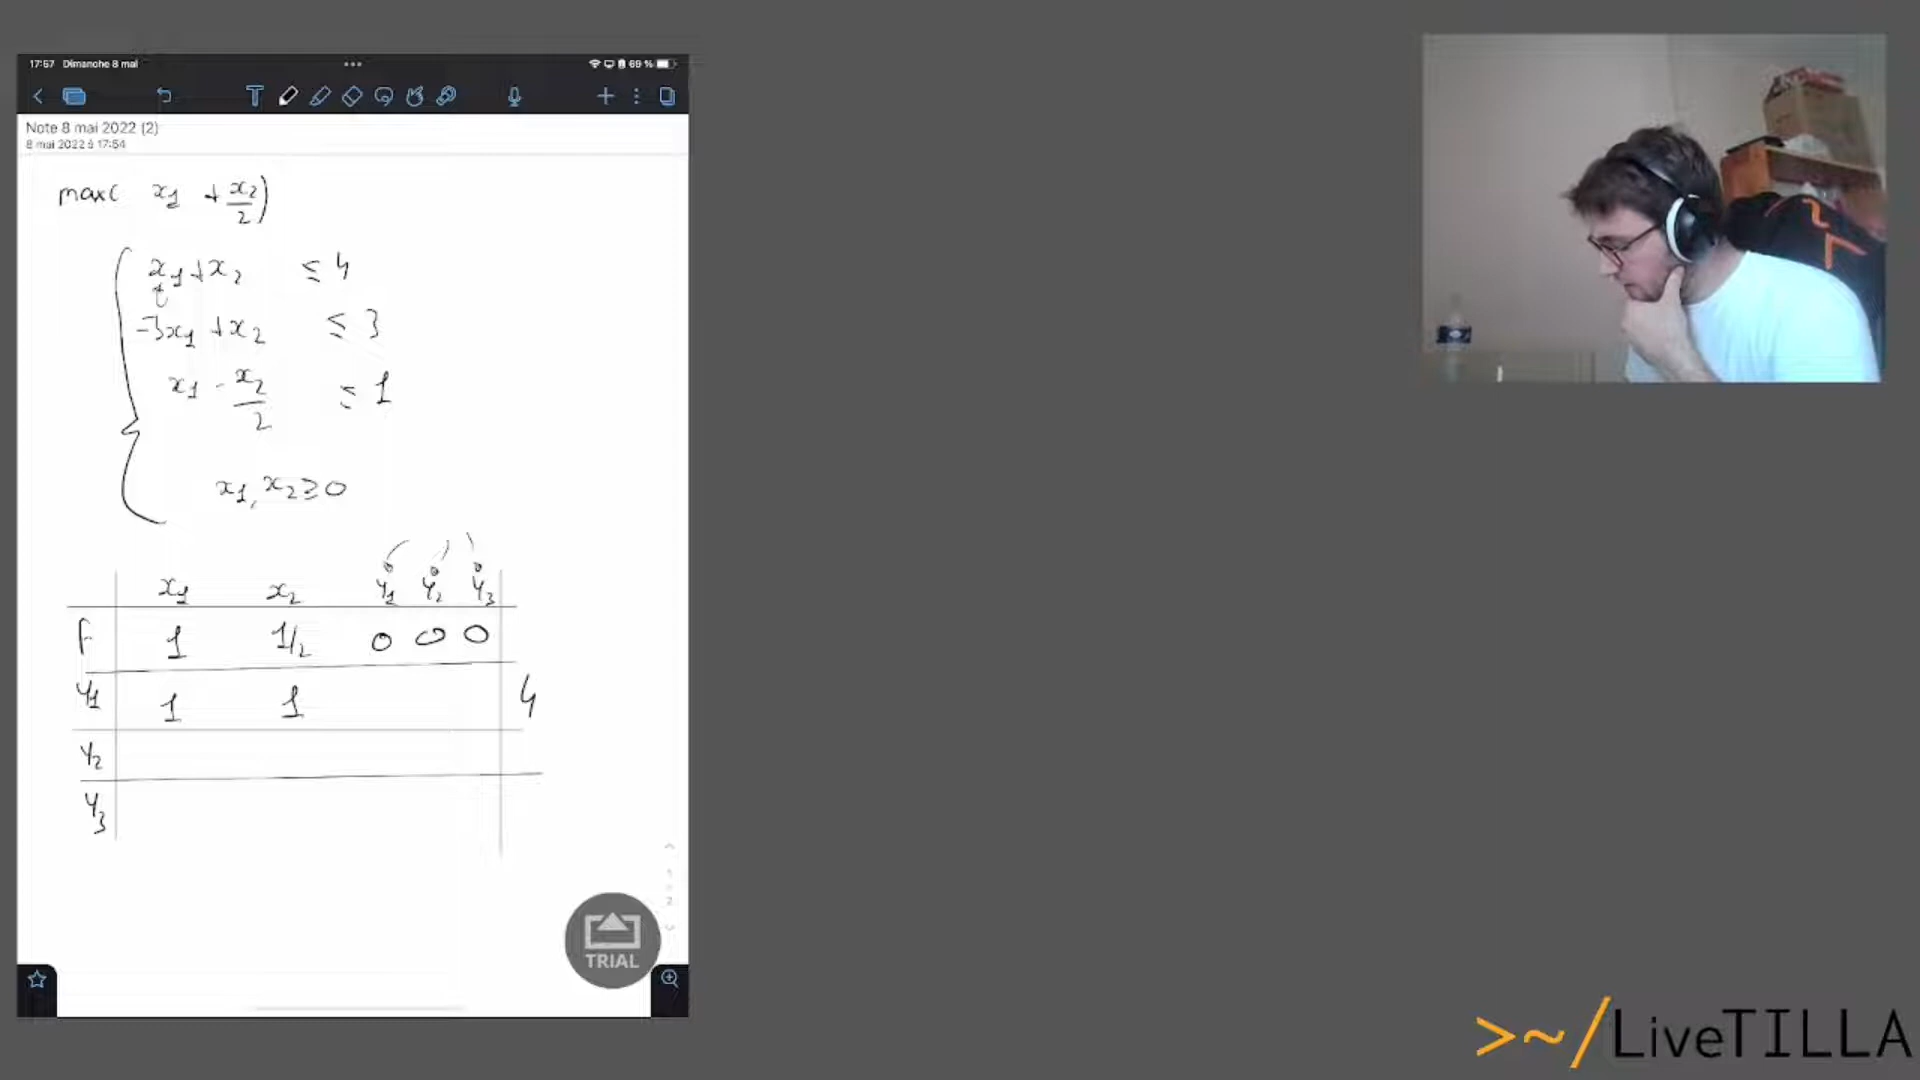 17:57 Dimanche 8 mai
69 %
Note 8 mai 2022 (2)
8 mai 2022 à 17:54
max( x₁ + x₂/2)
x₁ + x₂ ≤ 4
-3x₁ + x₂ ≤ 3
x₁ - x₂/2 ≤ 1
x₁, x₂ ≥ 0
x₁ x₂ y₁ y₂ y₃
F 1 1/2 0 0 0
y₁ 1 1 4
y₂
y₃
TRIAL
>~/LiveTILLA